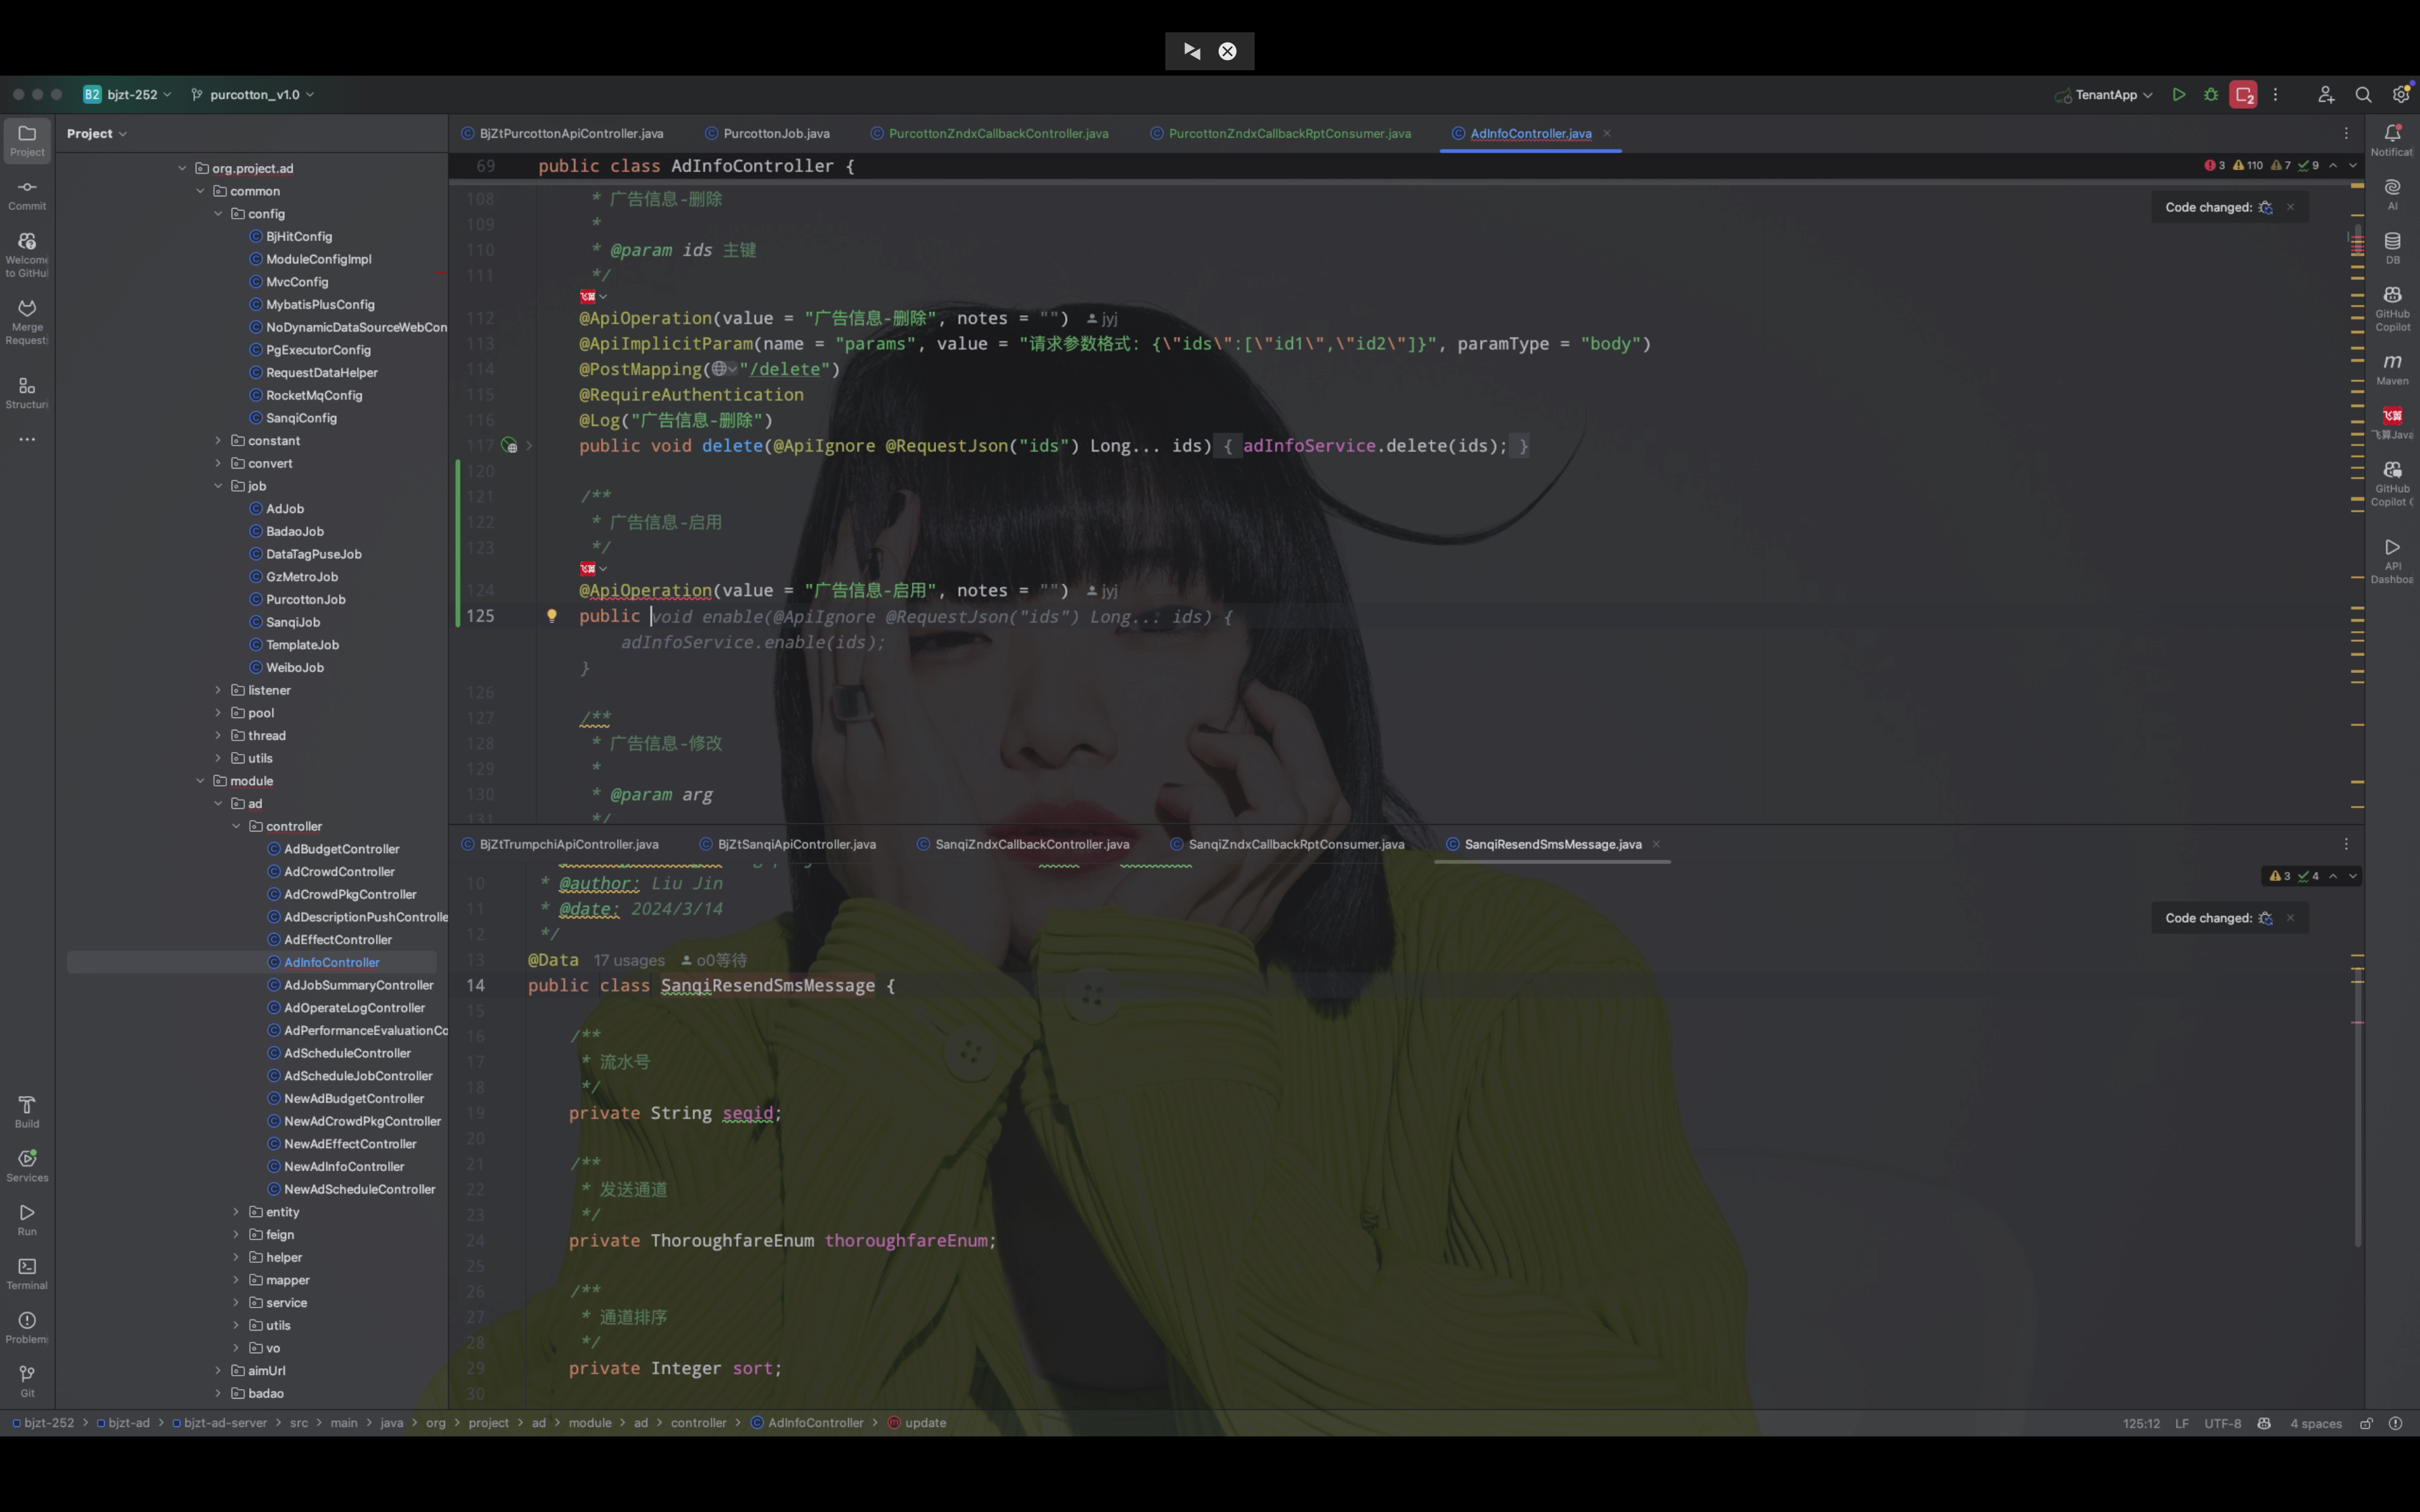 B2 bjzt-252 purcotton_v1.0 TenantApp 2
Project
Commit
Welcome
to GitHu
Merge
Request
Structur
Build
Services
Run
Terminal
Problem
Git
Project
org.project.ad
common
config
BjHitConfig
ModuleConfigImpl
MvcConfig
MybatisPlusConfig
NoDynamicDataSourceWebCon
PgExecutorConfig
RequestDataHelper
RocketMqConfig
SanqiConfig
constant
convert
job
AdJob
BadaoJob
DataTagPuseJob
GzMetroJob
PurcottonJob
SanqiJob
TemplateJob
WeiboJob
listener
pool
thread
utils
module
ad
controller
AdBudgetController
AdCrowdController
AdCrowdPkgController
AdDescriptionPushControlle
AdEffectController
AdInfoController
AdJobSummaryController
AdOperateLogController
AdPerformanceEvaluationCo
AdScheduleController
AdScheduleJobController
NewAdBudgetController
NewAdCrowdPkgController
NewAdEffectController
NewAdInfoController
NewAdScheduleController
entity
feign
helper
mapper
service
utils
vo
aimUrl
badao
BjZtPurcottonApiController.java PurcottonJob.java PurcottonZndxCallbackController.java PurcottonZndxCallbackRptConsumer.java AdInfoController.java
69 public class AdInfoController { 3 110 7 9
Code changed:
108 * 广告信息-删除
109 *
110 * @param ids 主键
111 */
飞算
112 @ApiOperation(value = "广告信息-删除", notes = "") jyj
113 @ApiImplicitParam(name = "params", value = "请求参数格式: {\"ids\":[\"id1\",\"id2\"]}", paramType = "body")
114 @PostMapping("/delete")
115 @RequireAuthentication
116 @Log("广告信息-删除")
117 public void delete(@ApiIgnore @RequestJson("ids") Long... ids) { adInfoService.delete(ids); }
120
121 /**
122 * 广告信息-启用
123 */
飞算
124 @ApiOperation(value = "广告信息-启用", notes = "") jyj
125 public void enable(@ApiIgnore @RequestJson("ids") Long... ids) {
adInfoService.enable(ids);
}
126
127 /**
128 * 广告信息-修改
129 *
130 * @param arg
131 */
BjZtTrumpchiApiController.java BjZtSanqiApiController.java SanqiZndxCallbackController.java SanqiZndxCallbackRptConsumer.java SanqiResendSmsMessage.java
3 4
Code changed:
10 * @author: Liu Jin
11 * @date: 2024/3/14
12 */
13 @Data 17 usages o0等待
14 public class SanqiResendSmsMessage {
15
16 /**
17 * 流水号
18 */
19 private String seqid;
20
21 /**
22 * 发送通道
23 */
24 private ThoroughfareEnum thoroughfareEnum;
25
26 /**
27 * 通道排序
28 */
29 private Integer sort;
30
Notificat
AI
DB
GitHub
Copilot
Maven
飞算
飞算Java
GitHub
Copilot C
API
Dashboa
bjzt-252 > bjzt-ad > bjzt-ad-server > src > main > java > org > project > ad > module > ad > controller > AdInfoController > update 125:12 LF UTF-8 4 spaces